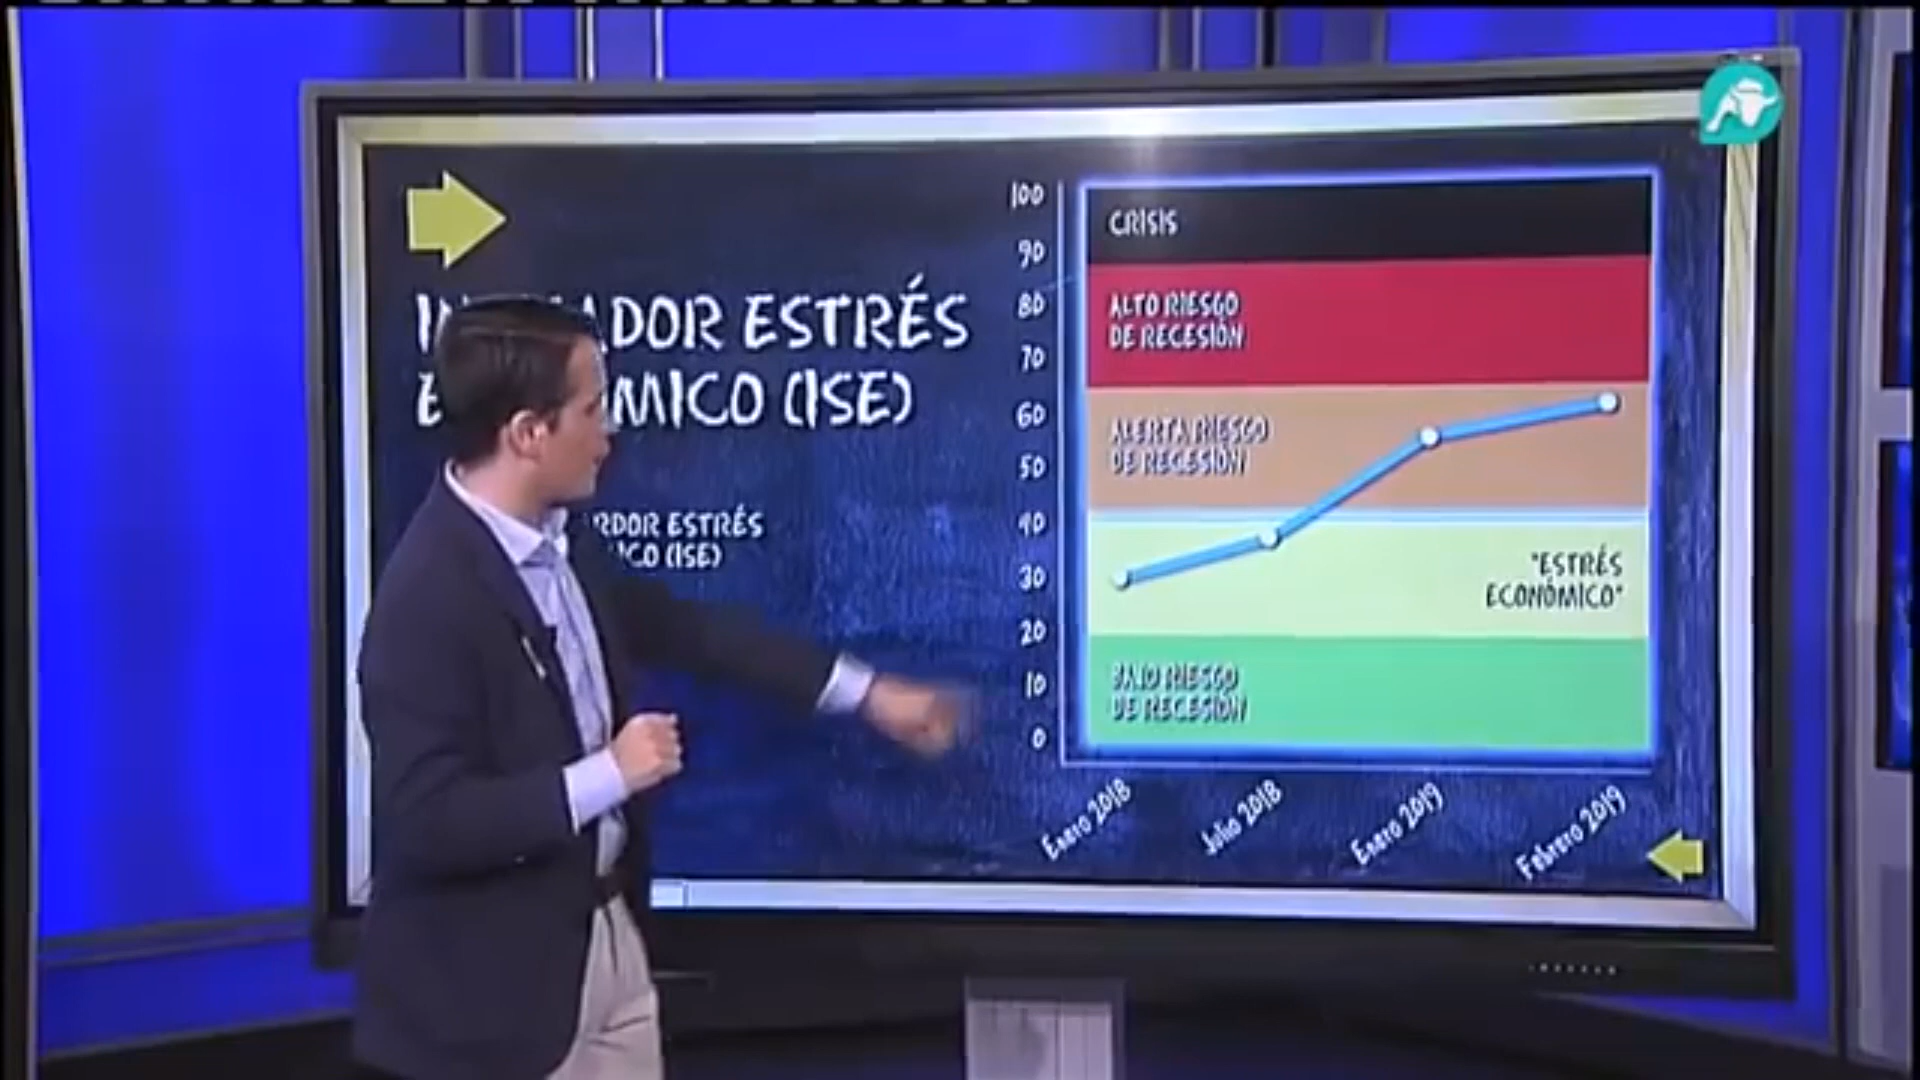 ESTRÉS
(ISE)
ESTRÉS
(ISE)
100
90
80
70
60
50
40
30
20
10
0
CRISIS
ALTO RIESGO
DE RECESIÓN
ALERTA RIESGO
DE RECESIÓN
"ESTRÉS
ECONÓMICO"
BAJO RIESGO
DE RECESIÓN
Enero 2018
Julio 2018
Enero 2019
Febrero 2019